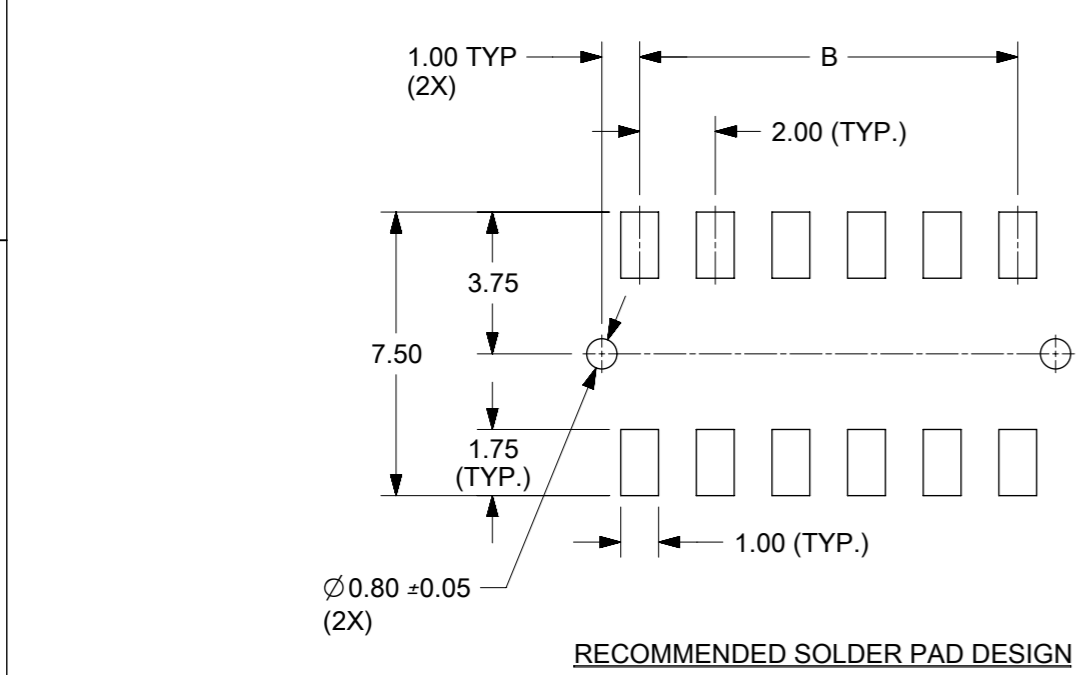 1.00 TYP
(2X)
B
2.00 (TYP.)
3.75
7.50
1.75
(TYP.)
1.00 (TYP.)
∅0.80 ±0.05
(2X)
RECOMMENDED SOLDER PAD DESIGN